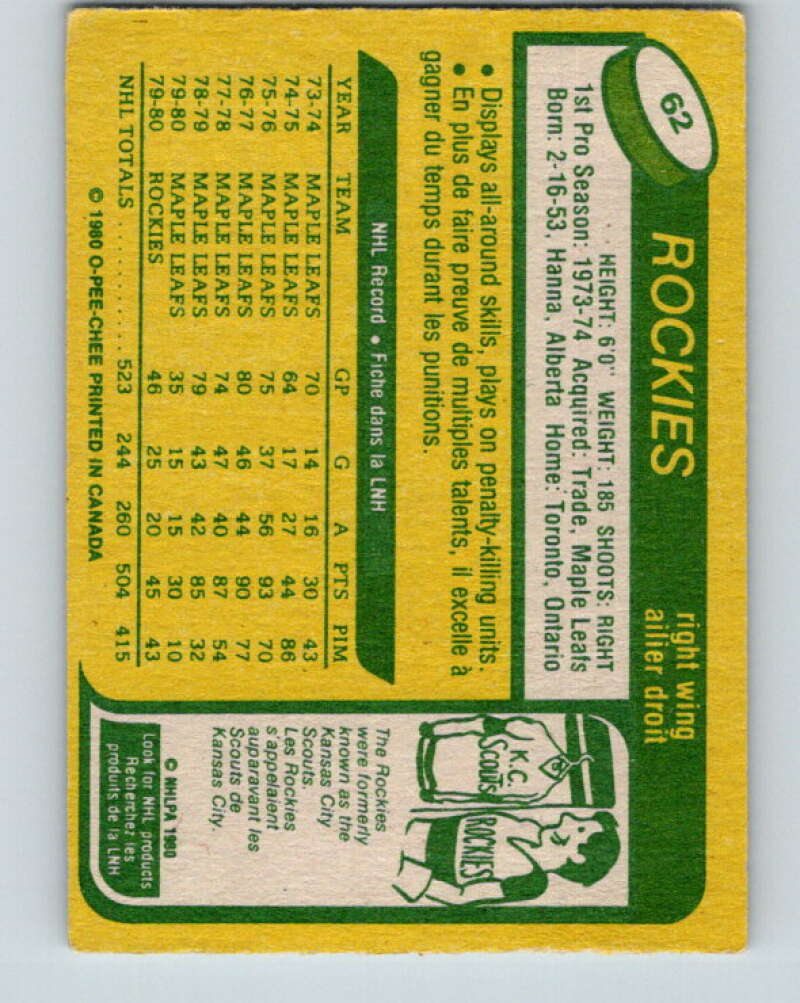 62
ROCKIES
right wing
ailier droit
HEIGHT: 6'0" WEIGHT: 185 SHOOTS: RIGHT
1st Pro Season: 1973-74 Acquired: Trade, Maple Leafs
Born: 2-16-53, Hanna, Alberta Home: Toronto, Ontario
• Displays all-around skills, plays on penalty-killing units.
• En plus de faire preuve de multiples talents, il excelle à
gagner du temps durant les punitions.
NHL Record • Fiche dans la LNH
YEAR TEAM GP G A PTS PIM
73-74 MAPLE LEAFS 70 14 16 30 43
74-75 MAPLE LEAFS 64 17 27 44 86
75-76 MAPLE LEAFS 75 37 56 93 70
76-77 MAPLE LEAFS 80 46 44 90 77
77-78 MAPLE LEAFS 74 47 40 87 54
78-79 MAPLE LEAFS 79 43 42 85 32
79-80 MAPLE LEAFS 35 15 15 30 10
79-80 ROCKIES 46 25 20 45 43
NHL TOTALS .......... 523 244 260 504 415
© 1980 O-PEE-CHEE PRINTED IN CANADA
K.C.
SCOUTS
ROCKIES
The Rockies
were formerly
known as the
Kansas City
Scouts.
Les Rockies
s'appelaient
auparavant les
Scouts de
Kansas City.
© NHLPA 1980
Look for NHL products
Recherchez les
produits de la LNH